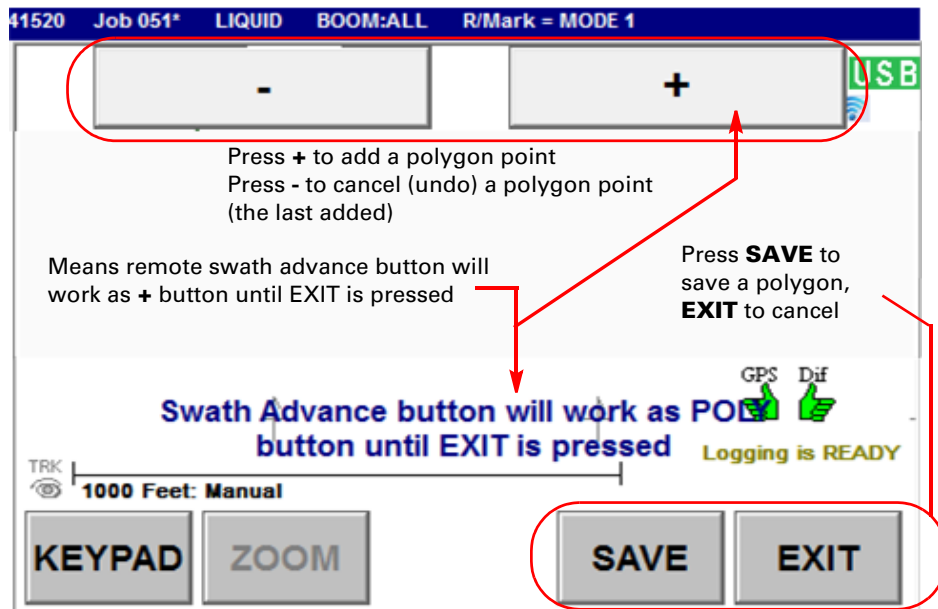 41520 Job 051* LIQUID BOOM:ALL R/Mark = MODE 1
- +
USB
Press + to add a polygon point
Press - to cancel (undo) a polygon point
(the last added)
Means remote swath advance button will
work as + button until EXIT is pressed
Press SAVE to
save a polygon,
EXIT to cancel
GPS Dif
Swath Advance button will work as POLY
button until EXIT is pressed
Logging is READY
TRK
1000 Feet: Manual
KEYPAD ZOOM SAVE EXIT